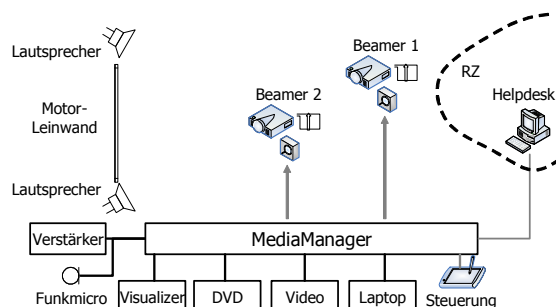 Lautsprecher
Beamer 1
RZ
Motor-
Leinwand
Beamer 2
Helpdesk
Lautsprecher
Verstärker
MediaManager
Funkmicro
Visualizer
DVD
Video
Laptop
Steuerung